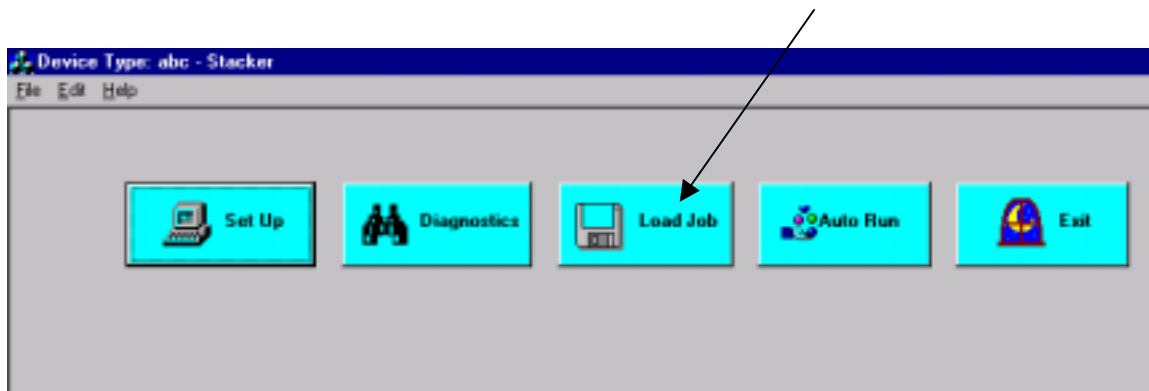 Device Type: abc - Stacker
File Edit Help
Set Up
Diagnostics
Load Job
Auto Run
Exit